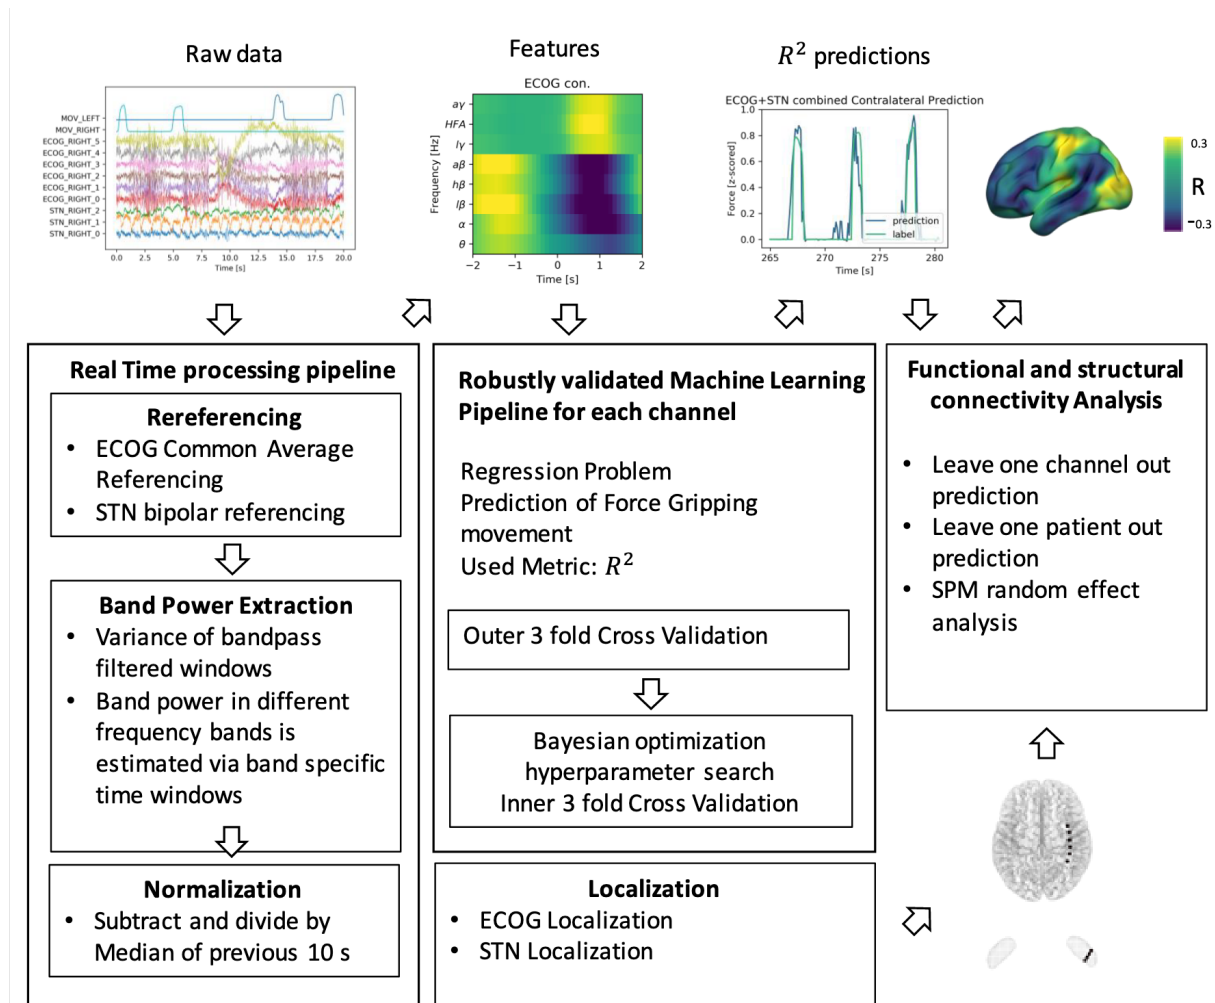 Raw data
MOV_LEFT
MOV_RIGHT
ECOG_RIGHT_5
ECOG_RIGHT_4
ECOG_RIGHT_3
ECOG_RIGHT_2
ECOG_RIGHT_1
ECOG_RIGHT_0
STN_RIGHT_2
STN_RIGHT_1
STN_RIGHT_0
0.0 2.5 5.0 7.5 10.0 12.5 15.0 17.5 20.0
Time [s]
Features
ECOG con.
Frequency [Hz]
aγ
HFA
lγ
aβ
hβ
lβ
α
θ
−2 −1 0 1 2
Time [s]
R² predictions
ECOG+STN combined Contralateral Prediction
Force [z-scored]
1.0
0.8
0.6
0.4
0.2
0.0
prediction
label
265 270 275 280
Time [s]
0.3
R
−0.3
Real Time processing pipeline
Rereferencing
• ECOG Common Average
Referencing
• STN bipolar referencing
Band Power Extraction
• Variance of bandpass
filtered windows
• Band power in different
frequency bands is
estimated via band specific
time windows
Normalization
• Subtract and divide by
Median of previous 10 s
Robustly validated Machine Learning
Pipeline for each channel
Regression Problem
Prediction of Force Gripping
movement
Used Metric: R²
Outer 3 fold Cross Validation
Bayesian optimization
hyperparameter search
Inner 3 fold Cross Validation
Localization
• ECOG Localization
• STN Localization
Functional and structural
connectivity Analysis
• Leave one channel out
prediction
• Leave one patient out
prediction
• SPM random effect
analysis